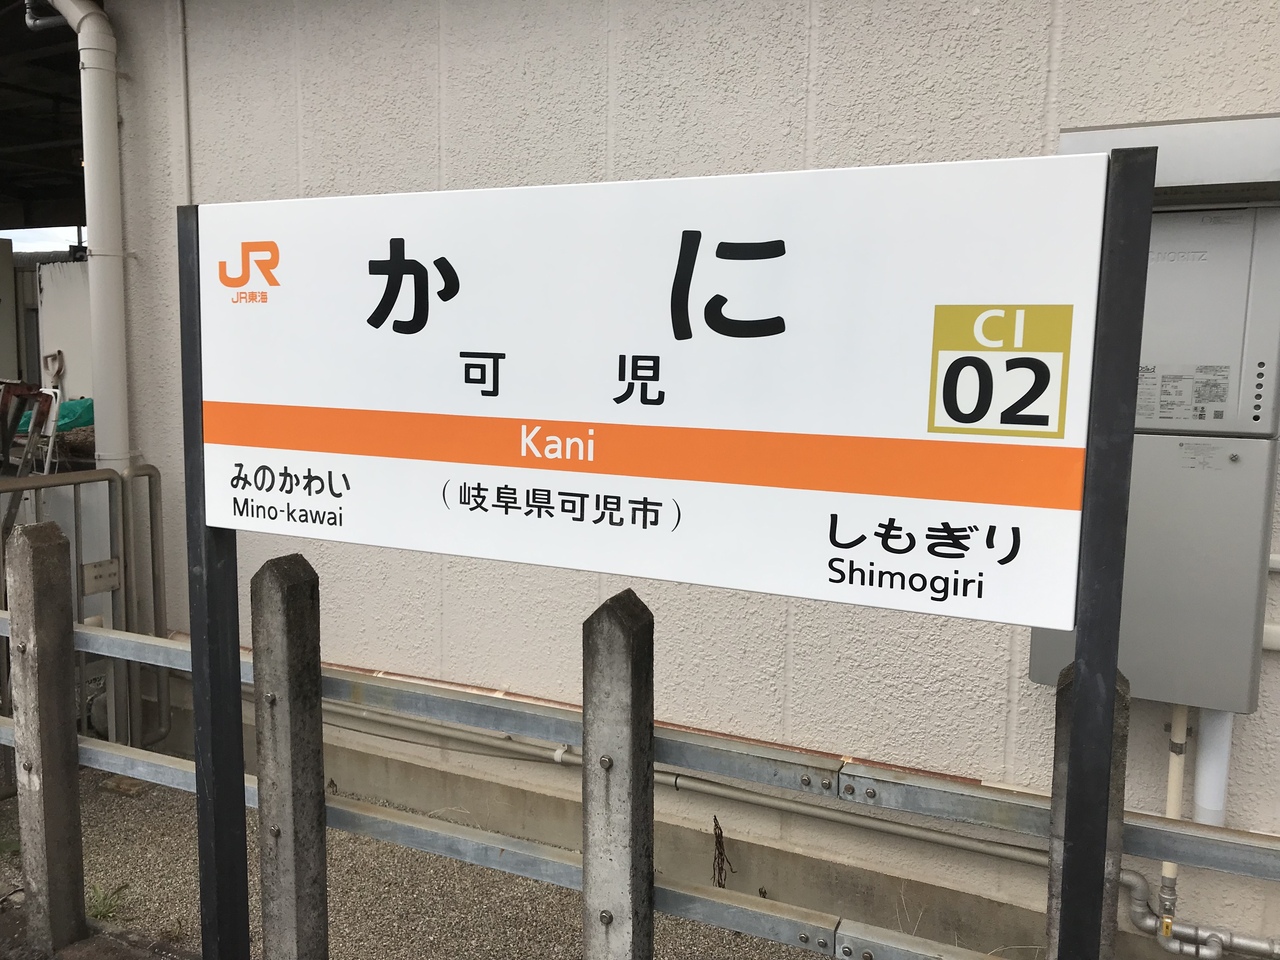 JR
JR東海
かに
可児
CI
02
Kani
みのかわい
Mino-kawai
（岐阜県可児市）
しもぎり
Shimogiri
NORITZ